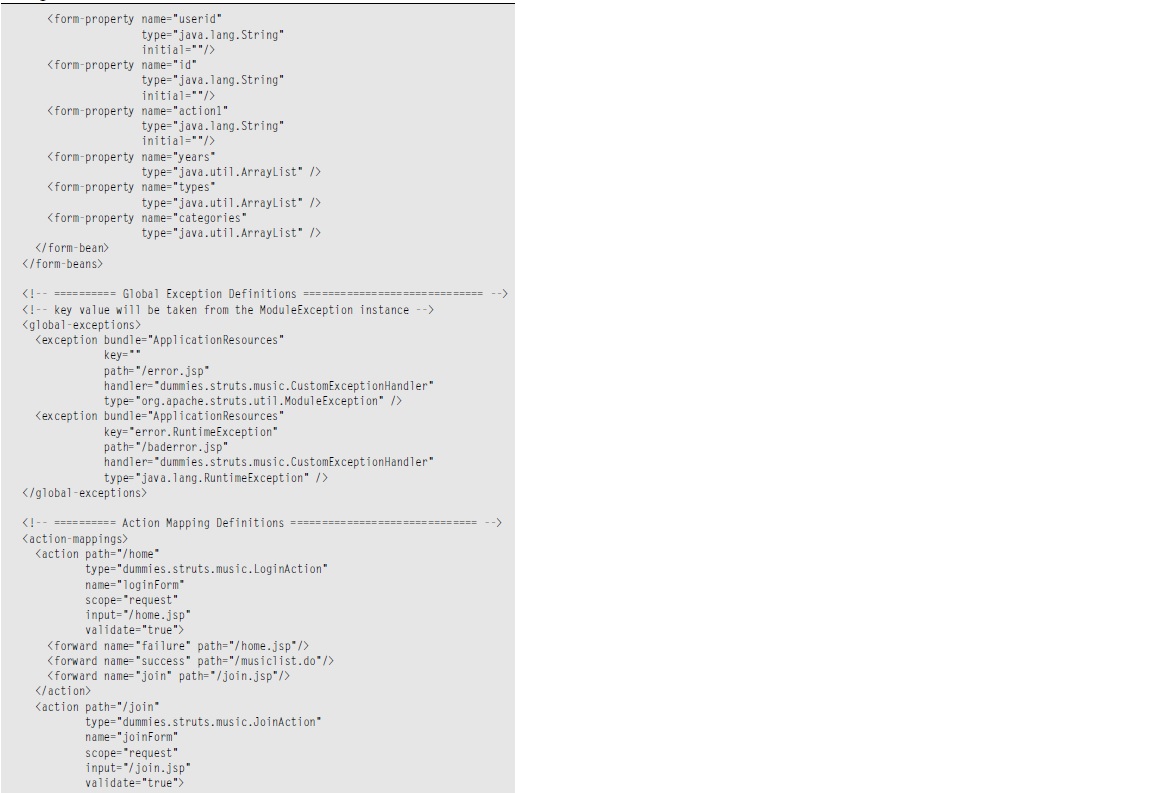 <form-property name="userid"
type="java.lang.String"
initial=""/>
<form-property name="id"
type="java.lang.String"
initial=""/>
<form-property name="action1"
type="java.lang.String"
initial=""/>
<form-property name="years"
type="java.util.ArrayList" />
<form-property name="types"
type="java.util.ArrayList" />
<form-property name="categories"
type="java.util.ArrayList" />
</form-bean>
</form-beans>
<!-- ========== Global Exception Definitions ============================= -->
<!-- key value will be taken from the ModuleException instance -->
<global-exceptions>
<exception bundle="ApplicationResources"
key=""
path="/error.jsp"
handler="dummies.struts.music.CustomExceptionHandler"
type="org.apache.struts.util.ModuleException" />
<exception bundle="ApplicationResources"
key="error.RuntimeException"
path="/baderror.jsp"
handler="dummies.struts.music.CustomExceptionHandler"
type="java.lang.RuntimeException" />
</global-exceptions>
<!-- ========== Action Mapping Definitions ============================== -->
<action-mappings>
<action path="/home"
type="dummies.struts.music.LoginAction"
name="loginForm"
scope="request"
input="/home.jsp"
validate="true">
<forward name="failure" path="/home.jsp"/>
<forward name="success" path="/musiclist.do"/>
<forward name="join" path="/join.jsp"/>
</action>
<action path="/join"
type="dummies.struts.music.JoinAction"
name="joinForm"
scope="request"
input="/join.jsp"
validate="true">